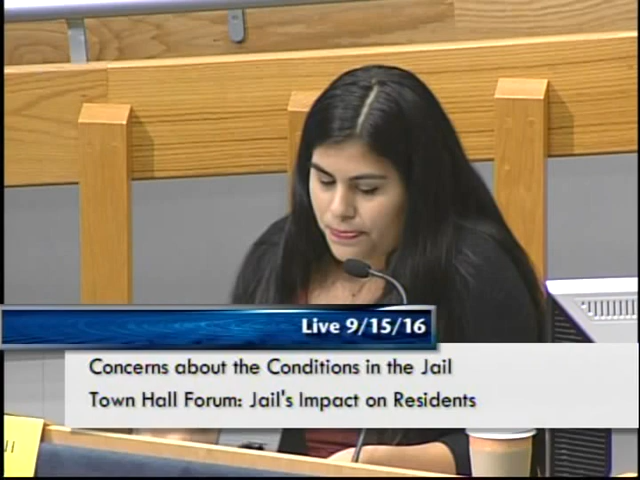 Live 9/15/16
Concerns about the Conditions in the Jail
Town Hall Forum: Jail's Impact on Residents